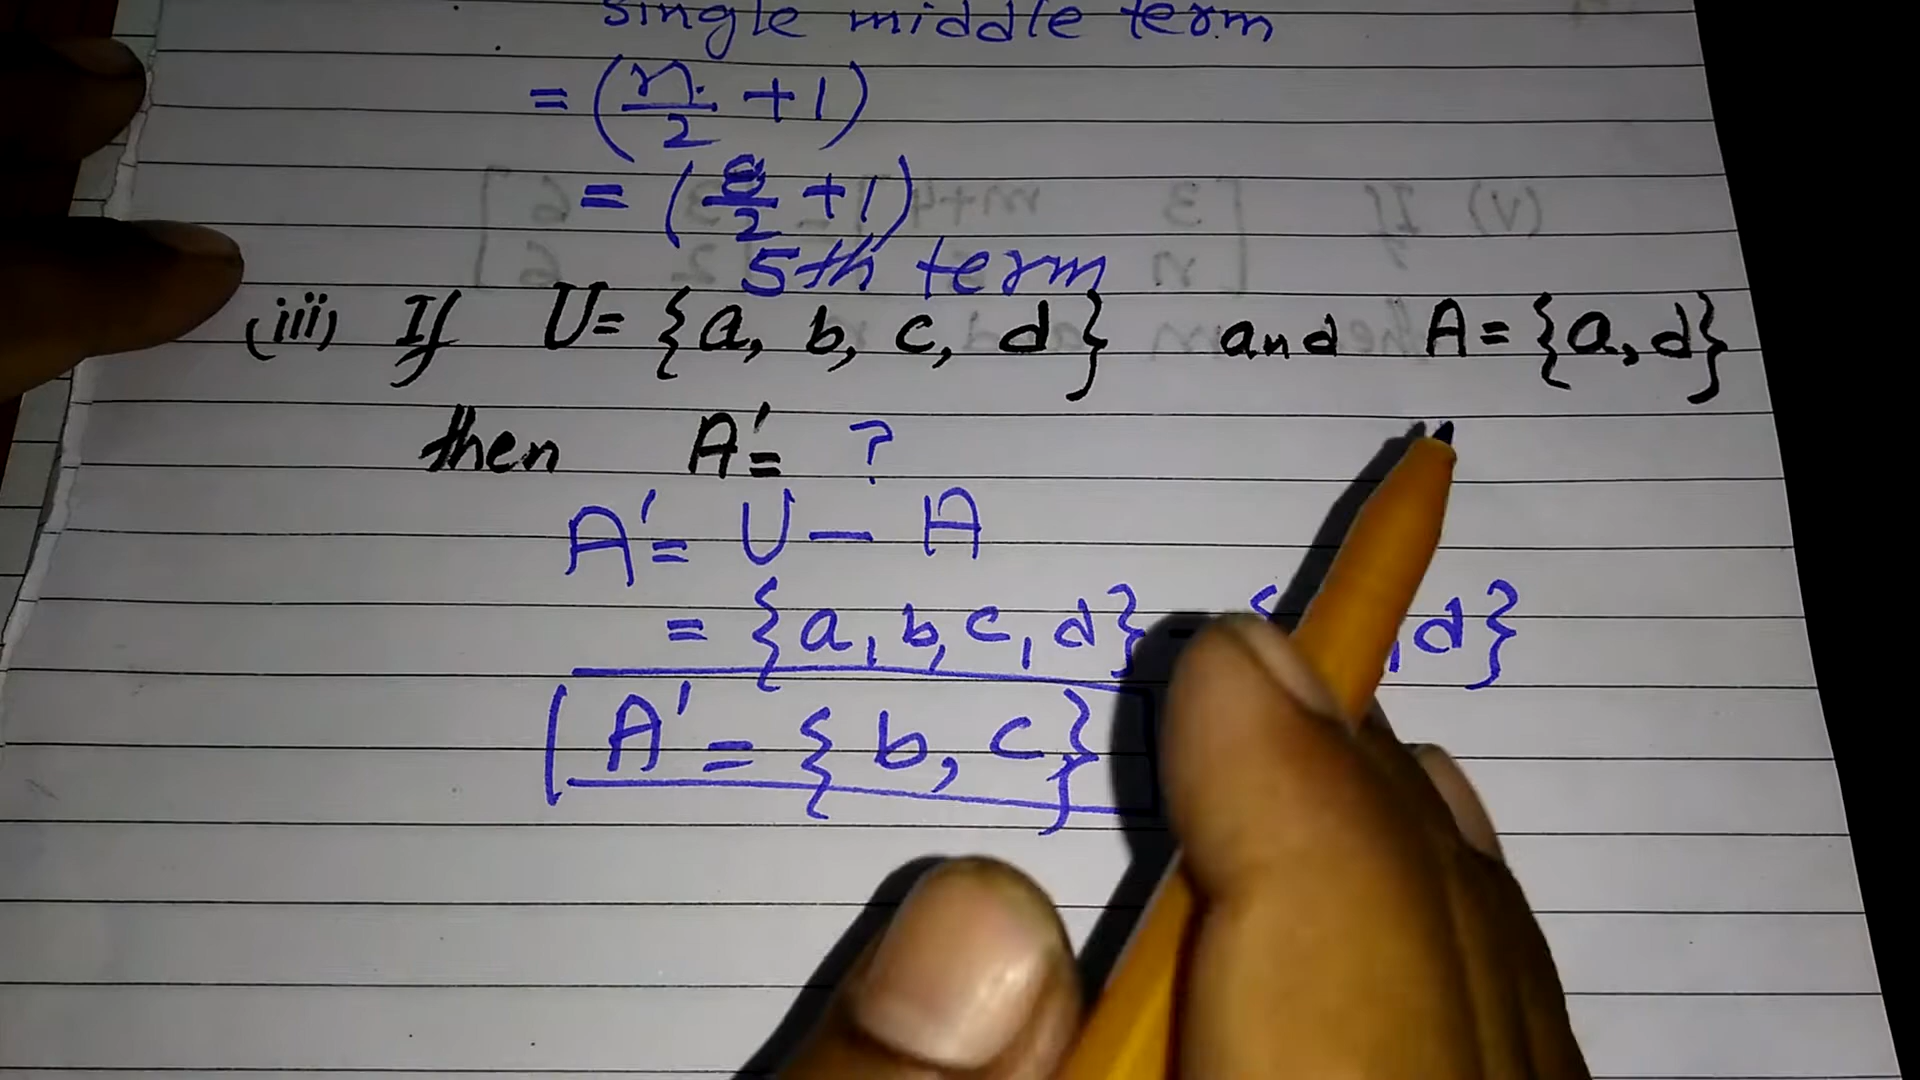 single middle term
= (n/2 + 1)
= (8/2 + 1)
5th term
(iii) If U = {a, b, c, d} and A = {a, d}
then A' = ?
A' = U - A
= {a, b, c, d} - { , d}
A' = {b, c}